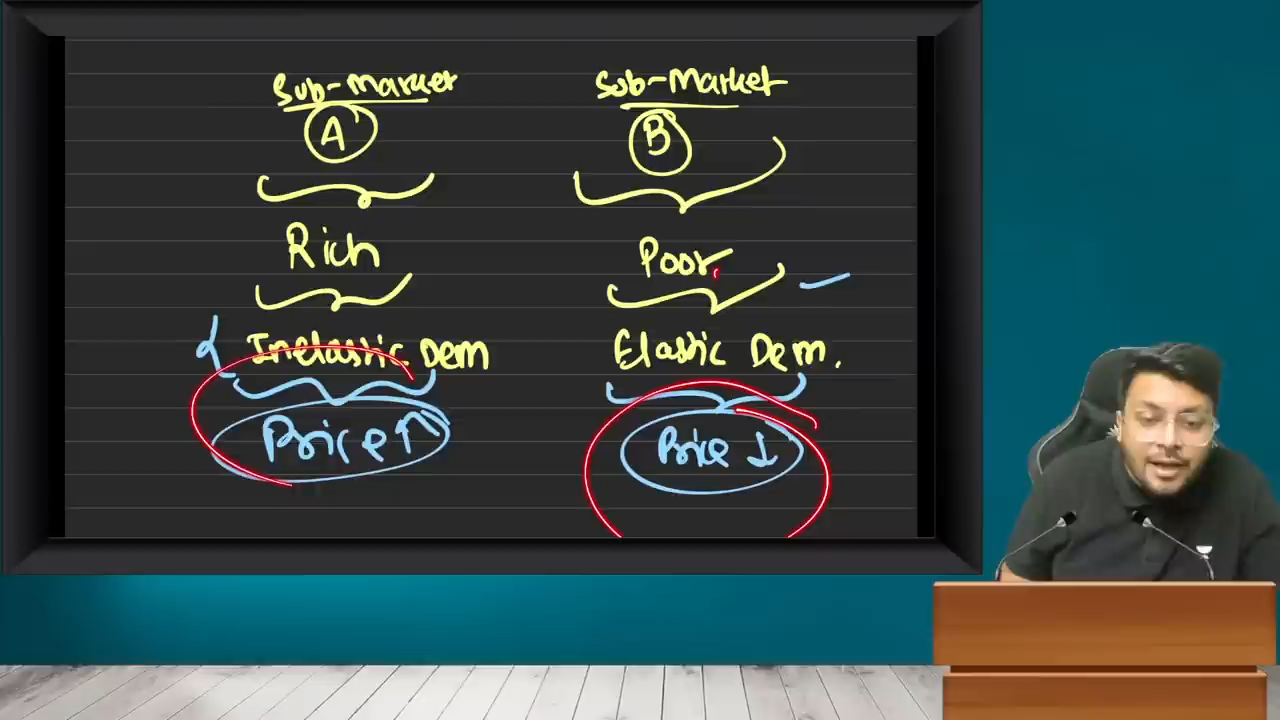 Sub-Market
A
Rich
Inelastic Dem
Price ↑
Sub-Market
B
Poor
Elastic Dem.
Price ↓